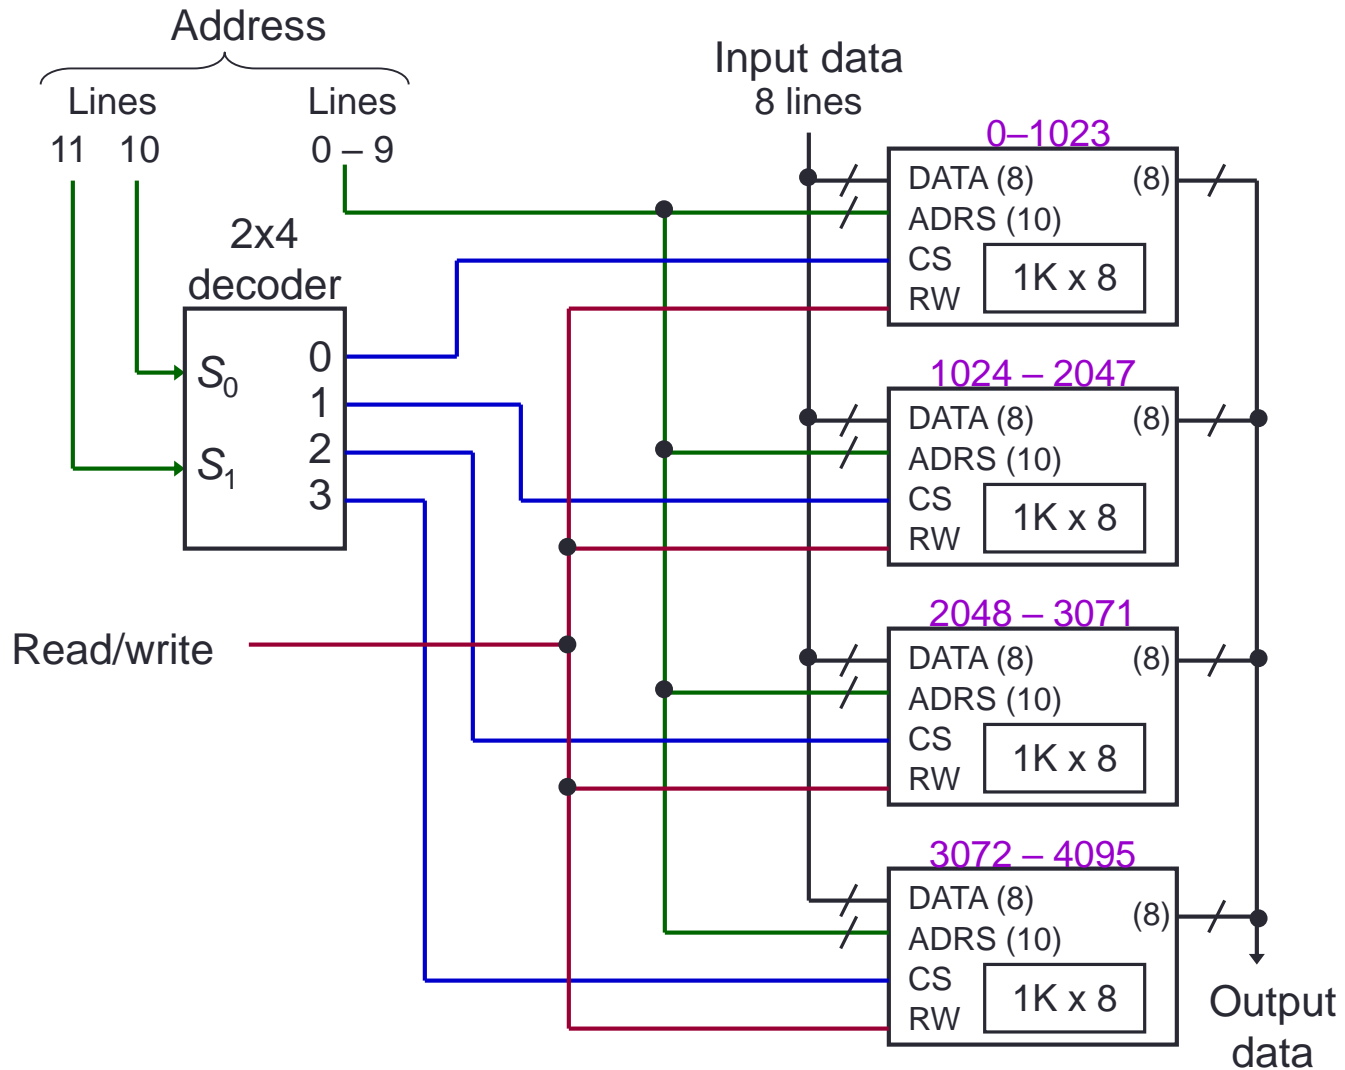 Address
Lines
Lines
11 10
0 – 9
Input data
8 lines
2x4
decoder
S0
S1
0
1
2
3
Read/write
0–1023
DATA (8)
(8)
ADRS (10)
CS
RW
1K x 8
1024 – 2047
DATA (8)
(8)
ADRS (10)
CS
RW
1K x 8
2048 – 3071
DATA (8)
(8)
ADRS (10)
CS
RW
1K x 8
3072 – 4095
DATA (8)
(8)
ADRS (10)
CS
RW
1K x 8
Output
data